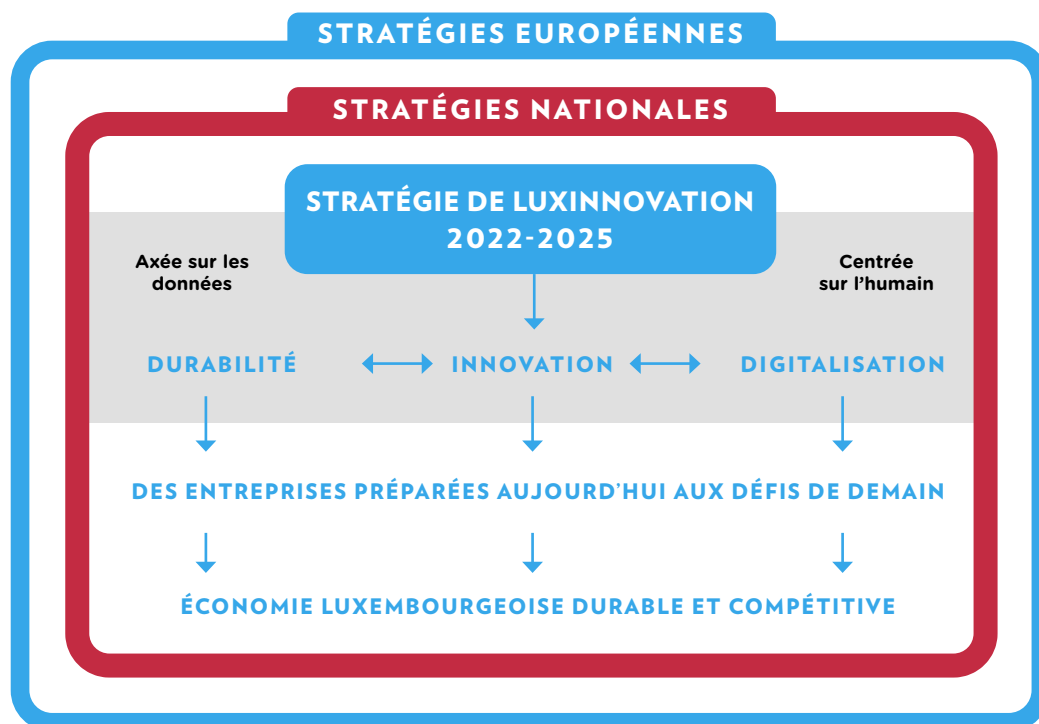 STRATÉGIES EUROPÉENNES
STRATÉGIES NATIONALES
STRATÉGIE DE LUXINNOVATION
2022-2025
Axée sur les
données
Centrée
sur l'humain
DURABILITÉ
INNOVATION
DIGITALISATION
DES ENTREPRISES PRÉPARÉES AUJOURD'HUI AUX DÉFIS DE DEMAIN
ÉCONOMIE LUXEMBOURGEOISE DURABLE ET COMPÉTITIVE